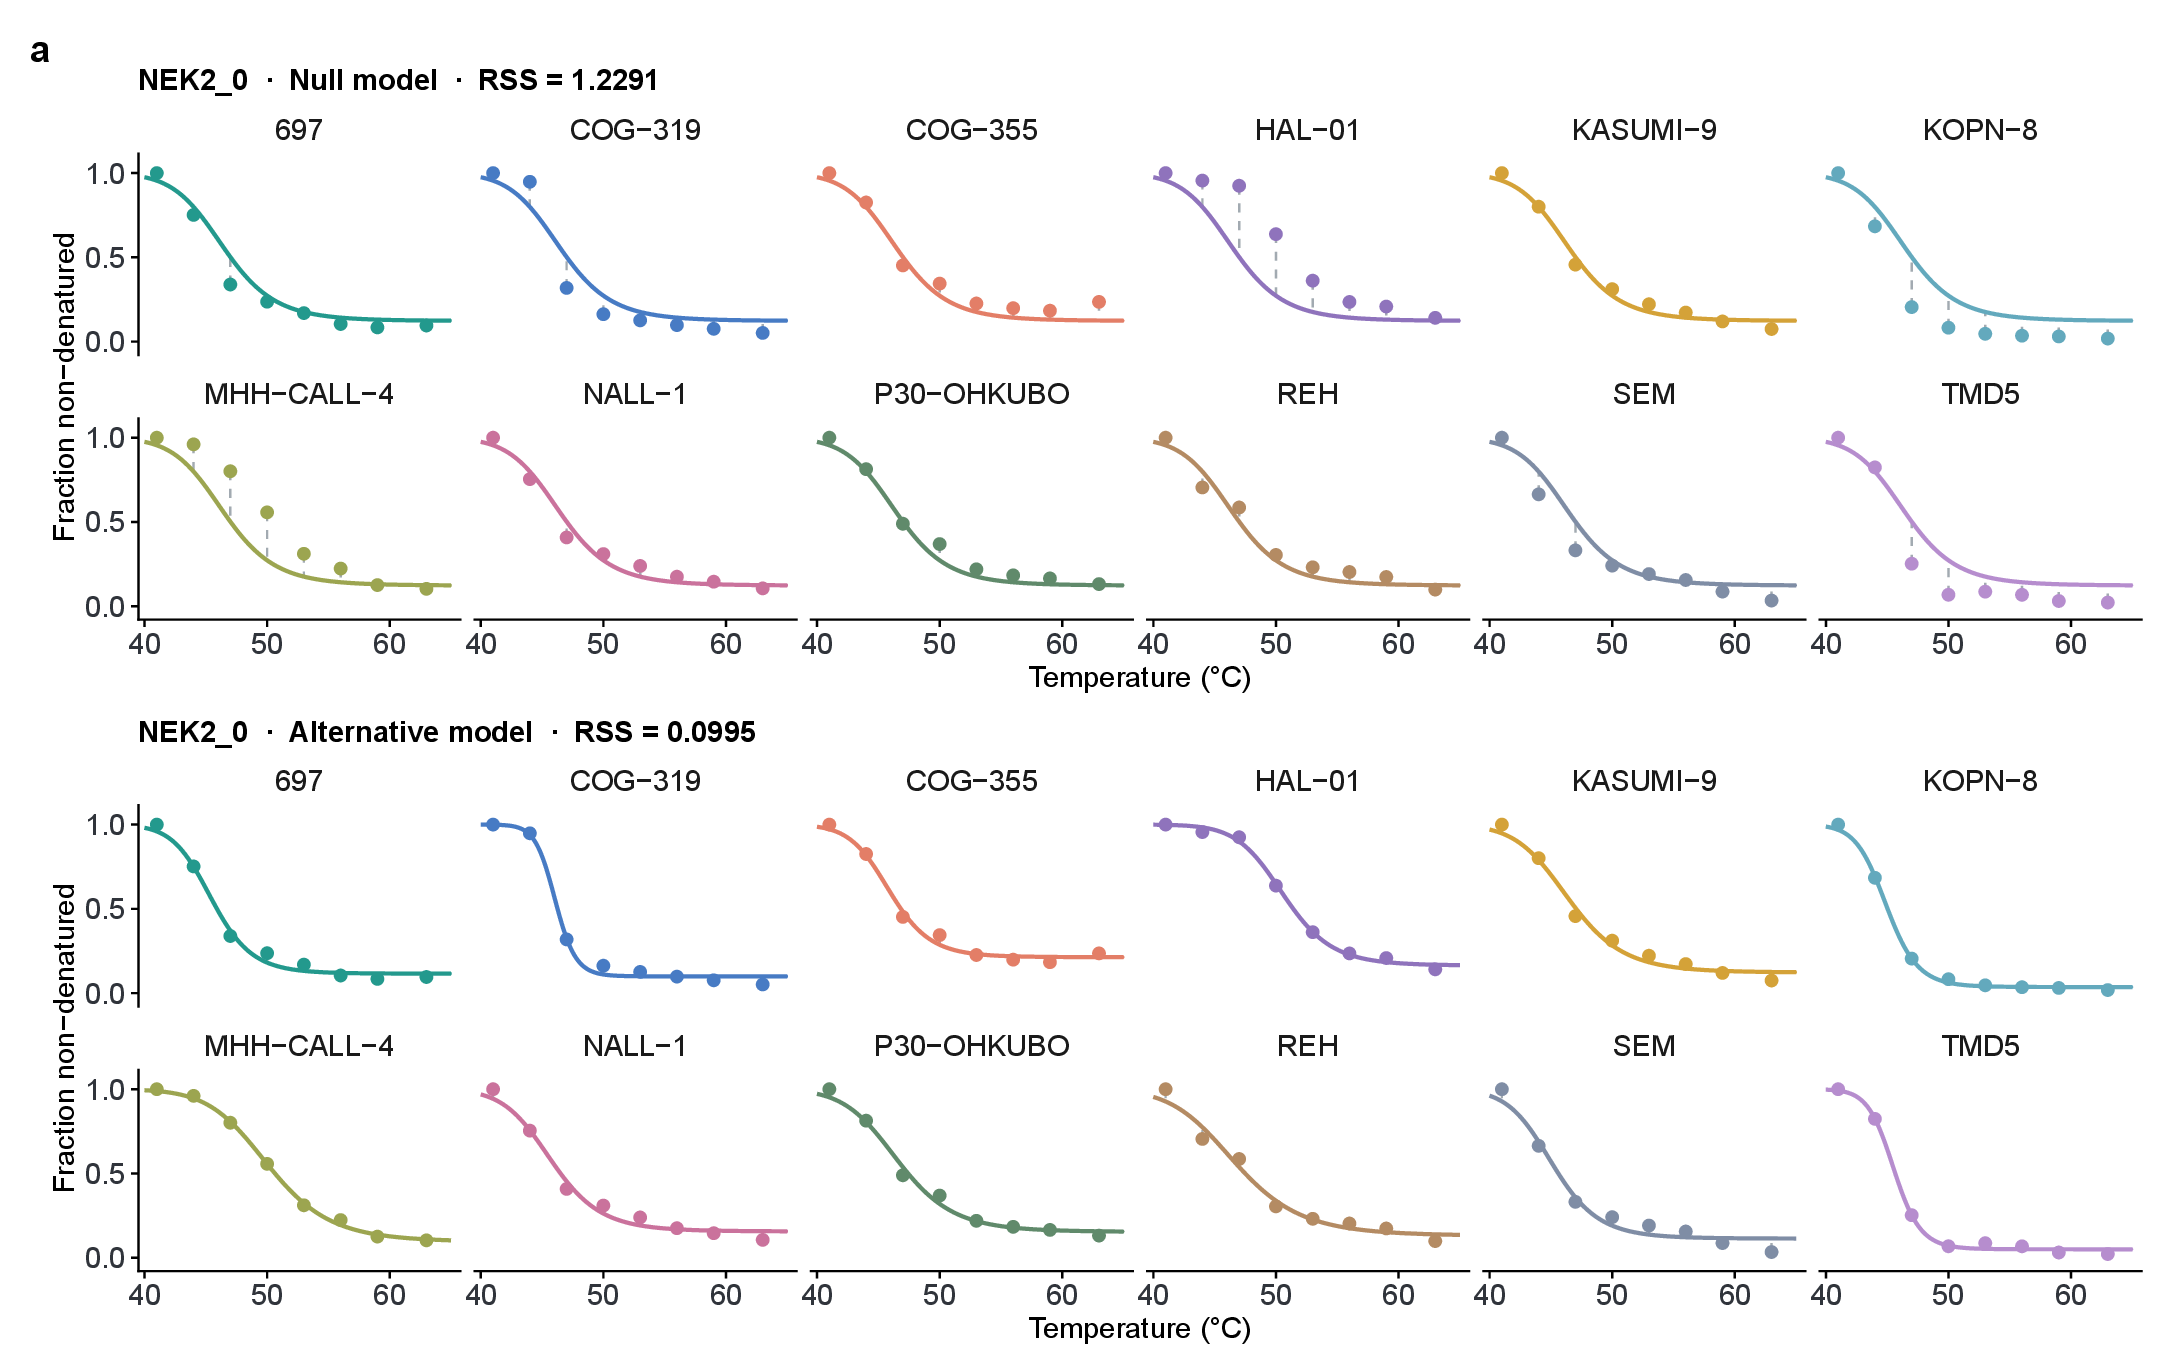 a
NEK2_0 · Null model · RSS = 1.2291
697 COG−319 COG−355 HAL−01 KASUMI−9 KOPN−8
1.0
0.5
0.0
Fraction non−denatured
MHH−CALL−4 NALL−1 P30−OHKUBO REH SEM TMD5
1.0
0.5
0.0
40 50 60 40 50 60 40 50 60 40 50 60 40 50 60 40 50 60
Temperature (°C)
NEK2_0 · Alternative model · RSS = 0.0995
697 COG−319 COG−355 HAL−01 KASUMI−9 KOPN−8
1.0
0.5
0.0
Fraction non−denatured
MHH−CALL−4 NALL−1 P30−OHKUBO REH SEM TMD5
1.0
0.5
0.0
40 50 60 40 50 60 40 50 60 40 50 60 40 50 60 40 50 60
Temperature (°C)